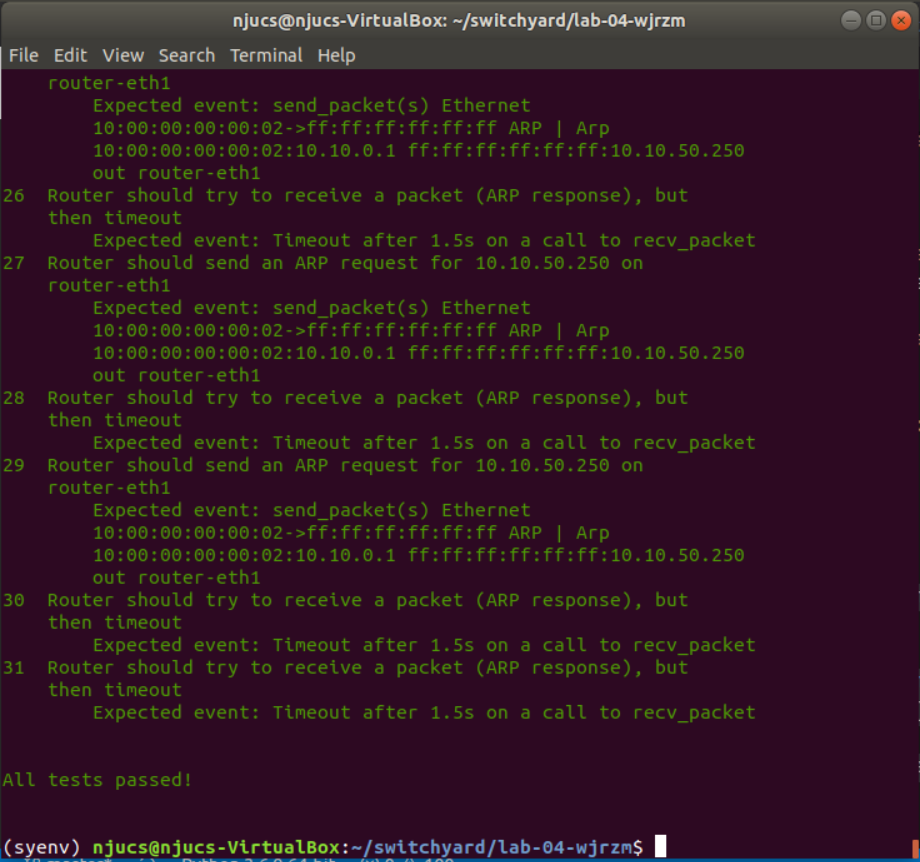 njucs@njucs-VirtualBox: ~/switchyard/lab-04-wjrzm
File Edit View Search Terminal Help
router-eth1
Expected event: send_packet(s) Ethernet
10:00:00:00:00:02->ff:ff:ff:ff:ff:ff ARP | Arp
10:00:00:00:00:02:10.10.0.1 ff:ff:ff:ff:ff:ff:10.10.50.250
out router-eth1
26 Router should try to receive a packet (ARP response), but
then timeout
Expected event: Timeout after 1.5s on a call to recv_packet
27 Router should send an ARP request for 10.10.50.250 on
router-eth1
Expected event: send_packet(s) Ethernet
10:00:00:00:00:02->ff:ff:ff:ff:ff:ff ARP | Arp
10:00:00:00:00:02:10.10.0.1 ff:ff:ff:ff:ff:ff:10.10.50.250
out router-eth1
28 Router should try to receive a packet (ARP response), but
then timeout
Expected event: Timeout after 1.5s on a call to recv_packet
29 Router should send an ARP request for 10.10.50.250 on
router-eth1
Expected event: send_packet(s) Ethernet
10:00:00:00:00:02->ff:ff:ff:ff:ff:ff ARP | Arp
10:00:00:00:00:02:10.10.0.1 ff:ff:ff:ff:ff:ff:10.10.50.250
out router-eth1
30 Router should try to receive a packet (ARP response), but
then timeout
Expected event: Timeout after 1.5s on a call to recv_packet
31 Router should try to receive a packet (ARP response), but
then timeout
Expected event: Timeout after 1.5s on a call to recv_packet
All tests passed!
(syenv) njucs@njucs-VirtualBox:~/switchyard/lab-04-wjrzm$